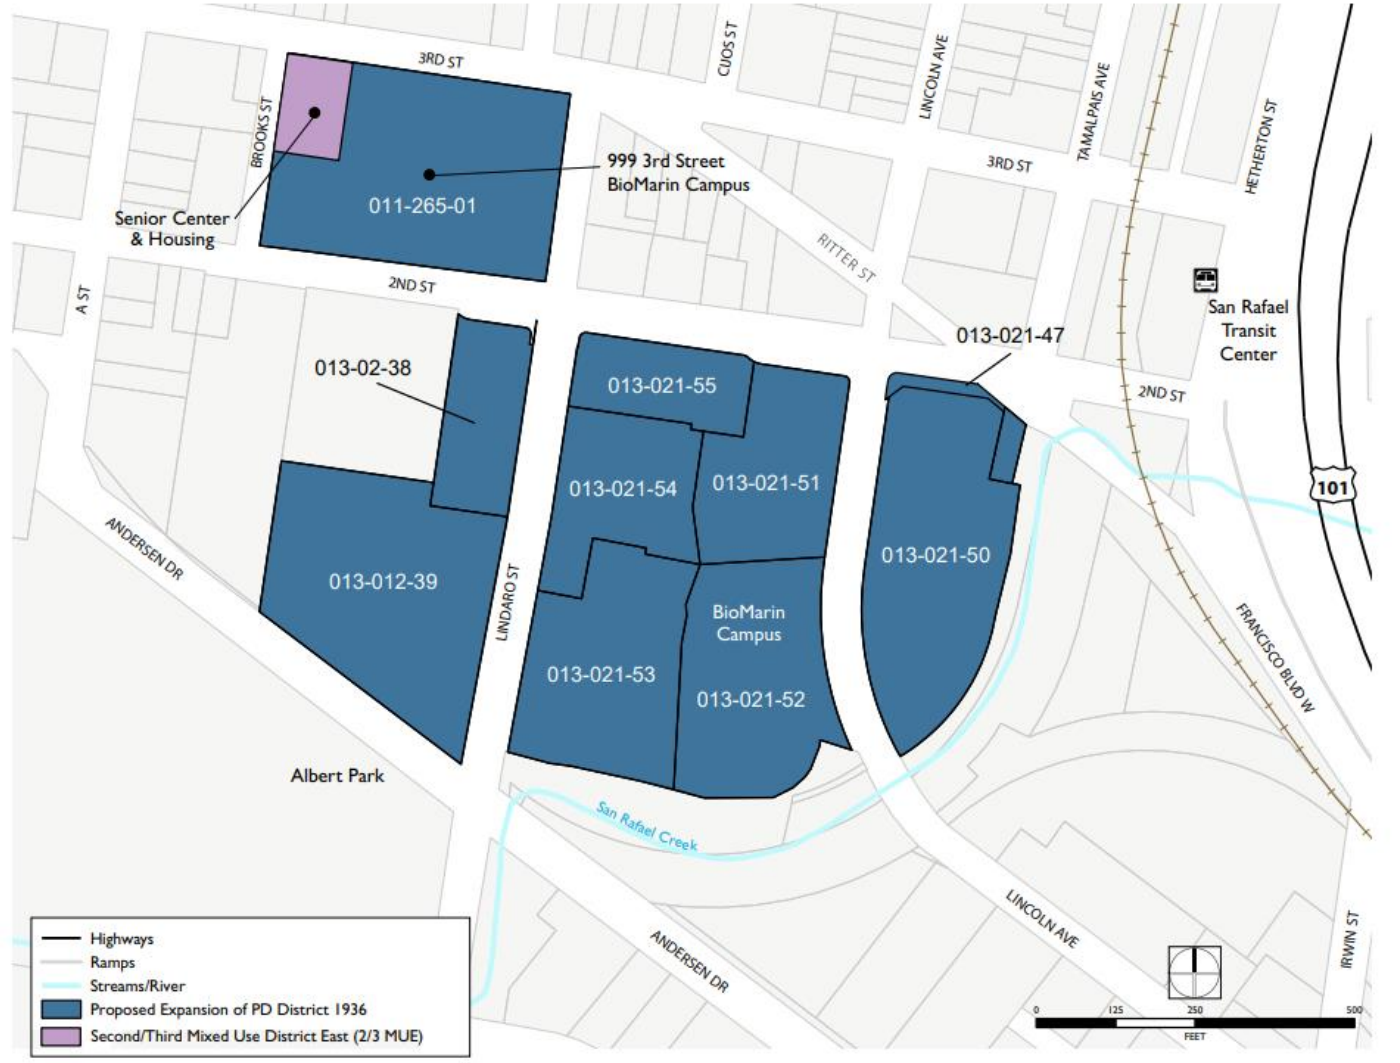 3RD ST
CIJOS ST
LINCOLN AVE
TAMALPAIS AVE
HETHERTON ST
BROOKS ST
999 3rd Street
BioMarin Campus
3RD ST
011-265-01
Senior Center
& Housing
RITTER ST
A ST
2ND ST
San Rafael
Transit
Center
013-021-47
013-02-38
013-021-55
2ND ST
013-021-54
013-021-51
101
ANDERSEN DR
013-012-39
LINDARO ST
013-021-50
BioMarin
Campus
FRANCISCO BLVD W
013-021-53
013-021-52
Albert Park
San Rafael Creek
LINCOLN AVE
ANDERSEN DR
IRWIN ST
Highways
Ramps
Streams/River
Proposed Expansion of PD District 1936
Second/Third Mixed Use District East (2/3 MUE)
0 125 250 500
FEET